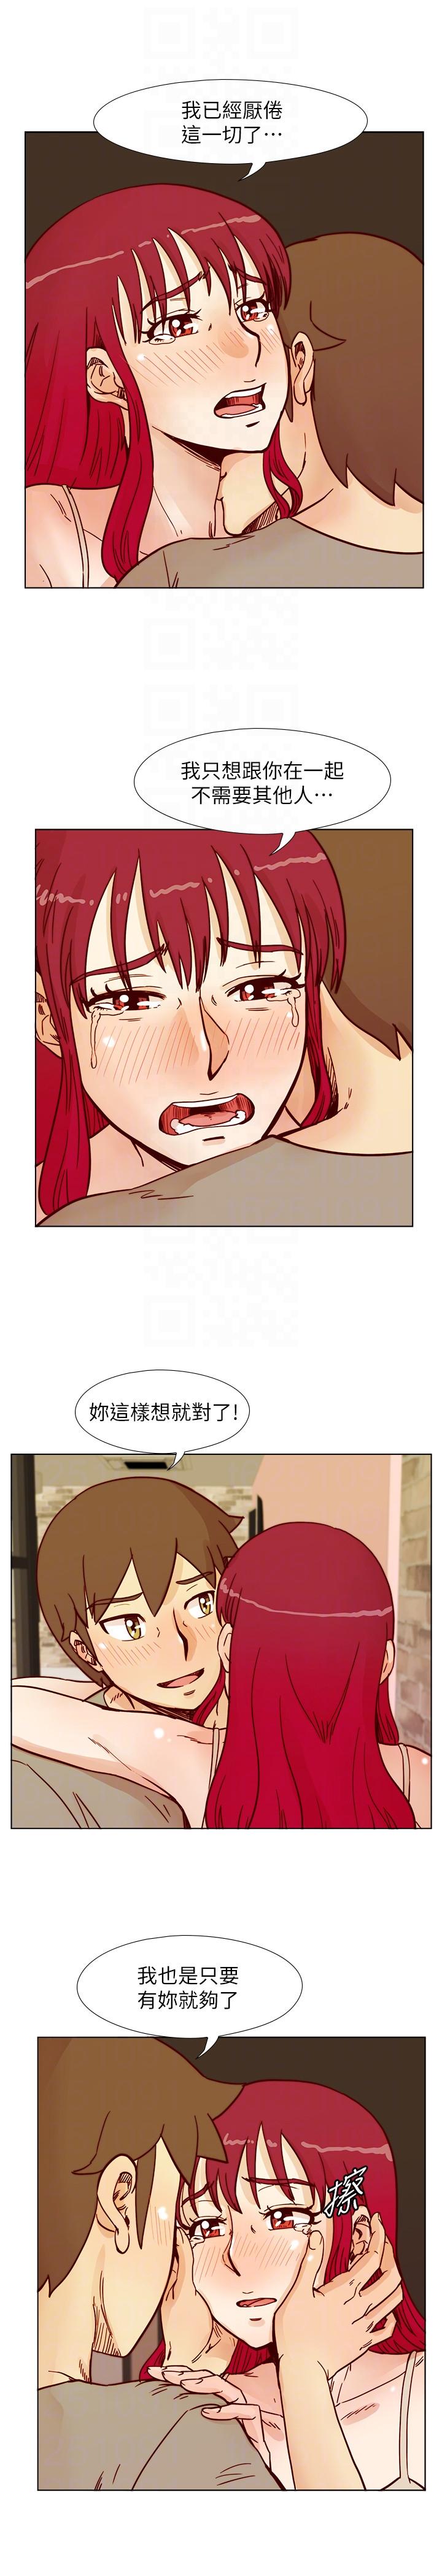 我已經厭倦
這一切了…
我只想跟你在一起
不需要其他人…
妳這樣想就對了!
我也是只要
有妳就夠了
擦